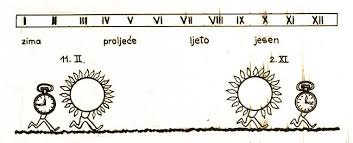 I II III IV V VI VII VIII IX X XI XII
zima proljeće ljeto jesen
11. II. 2. XI.